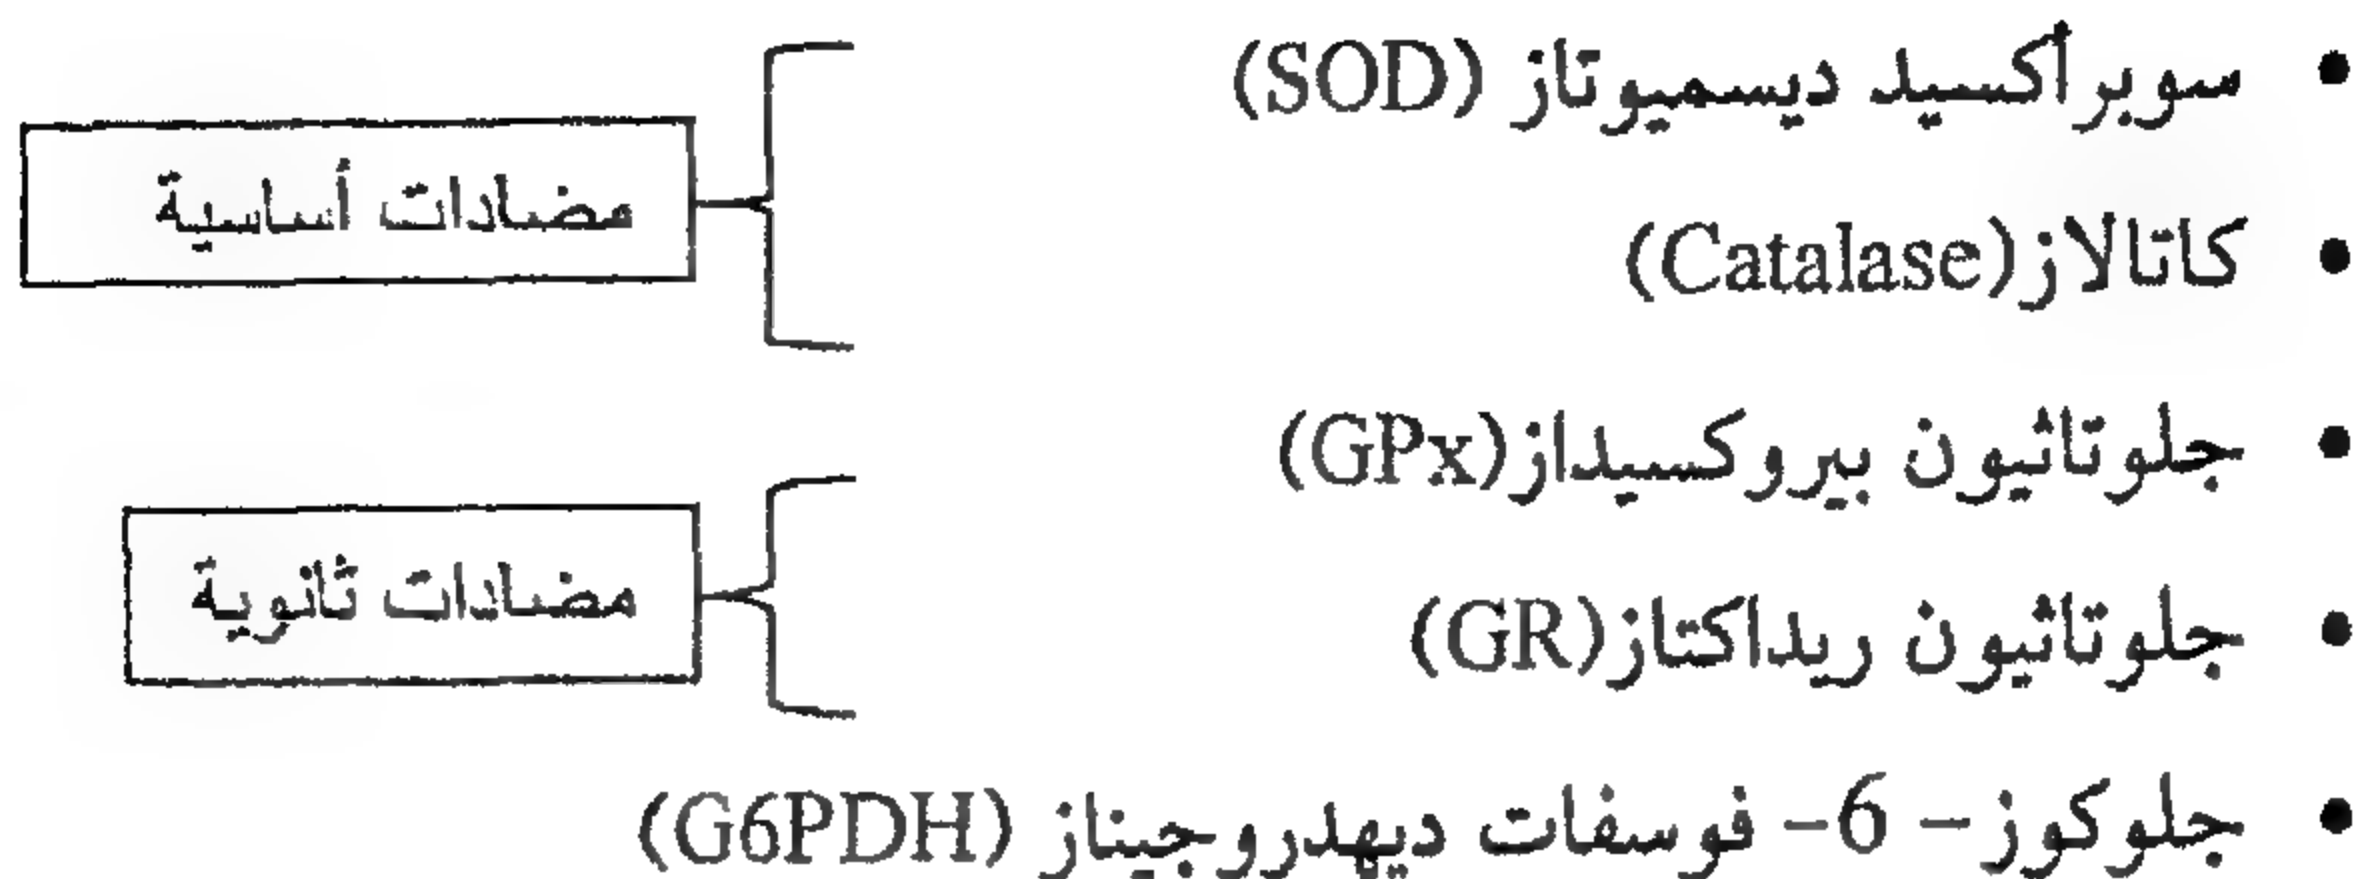 • سوبرأكسيد ديسميوتاز (SOD)
مضادات أساسية
• كاتالاز(Catalase)
• جلوتاثيون بيروكسيداز(GPx)
مضادات ثانوية
• جلوتاثيون ريداكتاز(GR)
• جلوكوز– 6– فوسفات ديهدروجيناز (G6PDH)